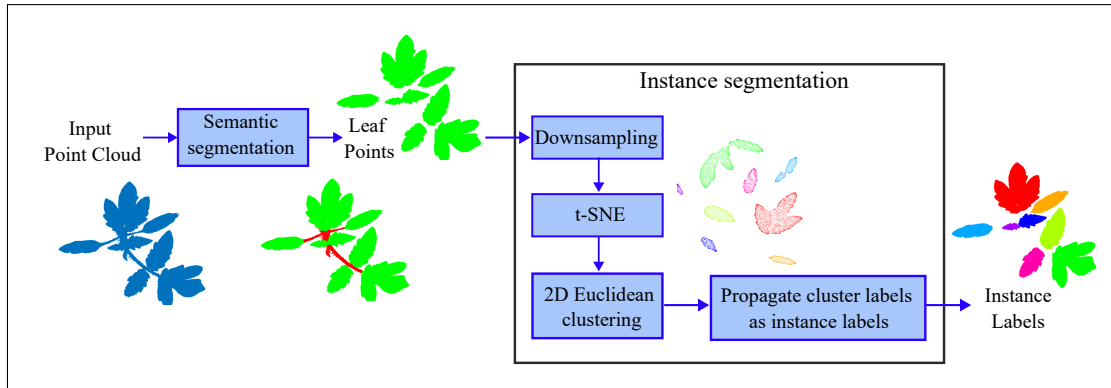 Instance segmentation
Input
Point Cloud
Semantic
segmentation
Leaf
Points
Downsampling
t-SNE
2D Euclidean
clustering
Propagate cluster labels
as instance labels
Instance
Labels